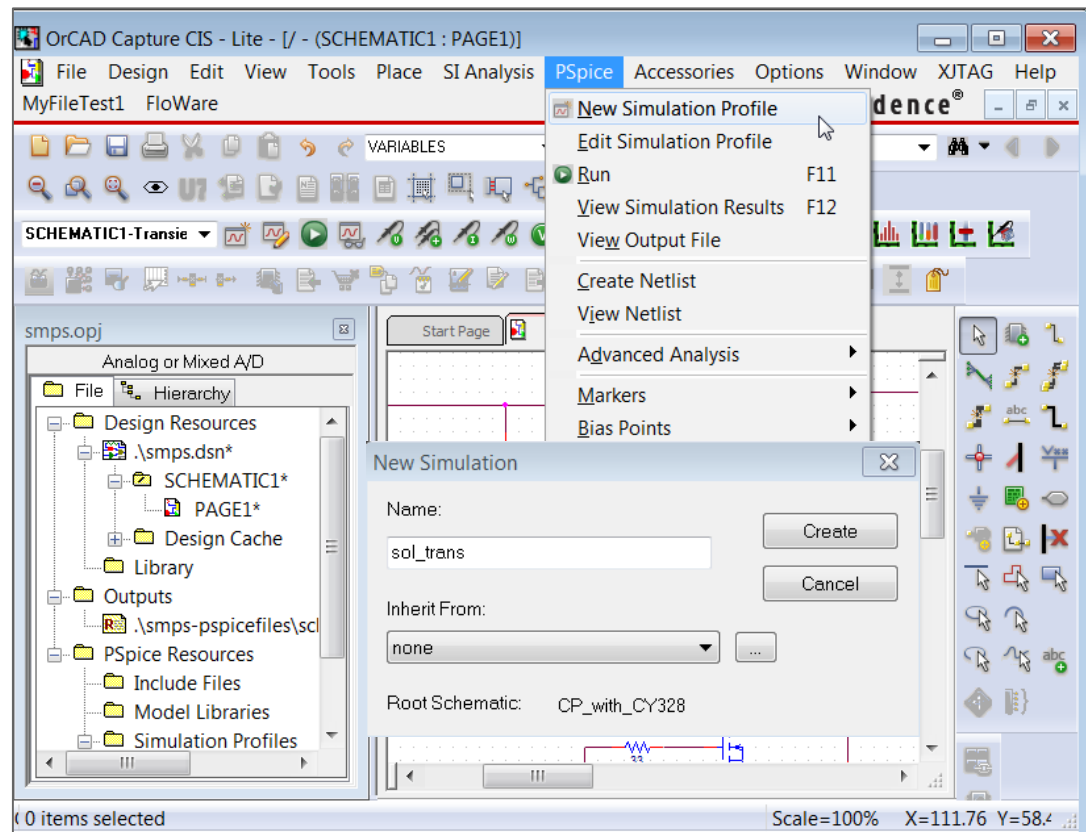 OrCAD Capture CIS - Lite - [/ - (SCHEMATIC1 : PAGE1)]
File Design Edit View Tools Place SI Analysis PSpice Accessories Options Window XJTAG Help
MyFileTest1 FloWare dence®
New Simulation Profile
Edit Simulation Profile
Run F11
View Simulation Results F12
View Output File
Create Netlist
View Netlist
Advanced Analysis
Markers
Bias Points
VARIABLES
U?
SCHEMATIC1-Transie
smps.opj
Analog or Mixed A/D
File Hierarchy
Design Resources
.\smps.dsn*
SCHEMATIC1*
PAGE1*
Design Cache
Library
Outputs
.\smps-pspicefiles\scl
PSpice Resources
Include Files
Model Libraries
Simulation Profiles
Start Page
New Simulation
Name:
sol_trans
Create
Cancel
Inherit From:
none
...
Root Schematic: CP_with_CY328
33
abc
abc
0 items selected
Scale=100% X=111.76 Y=58.4